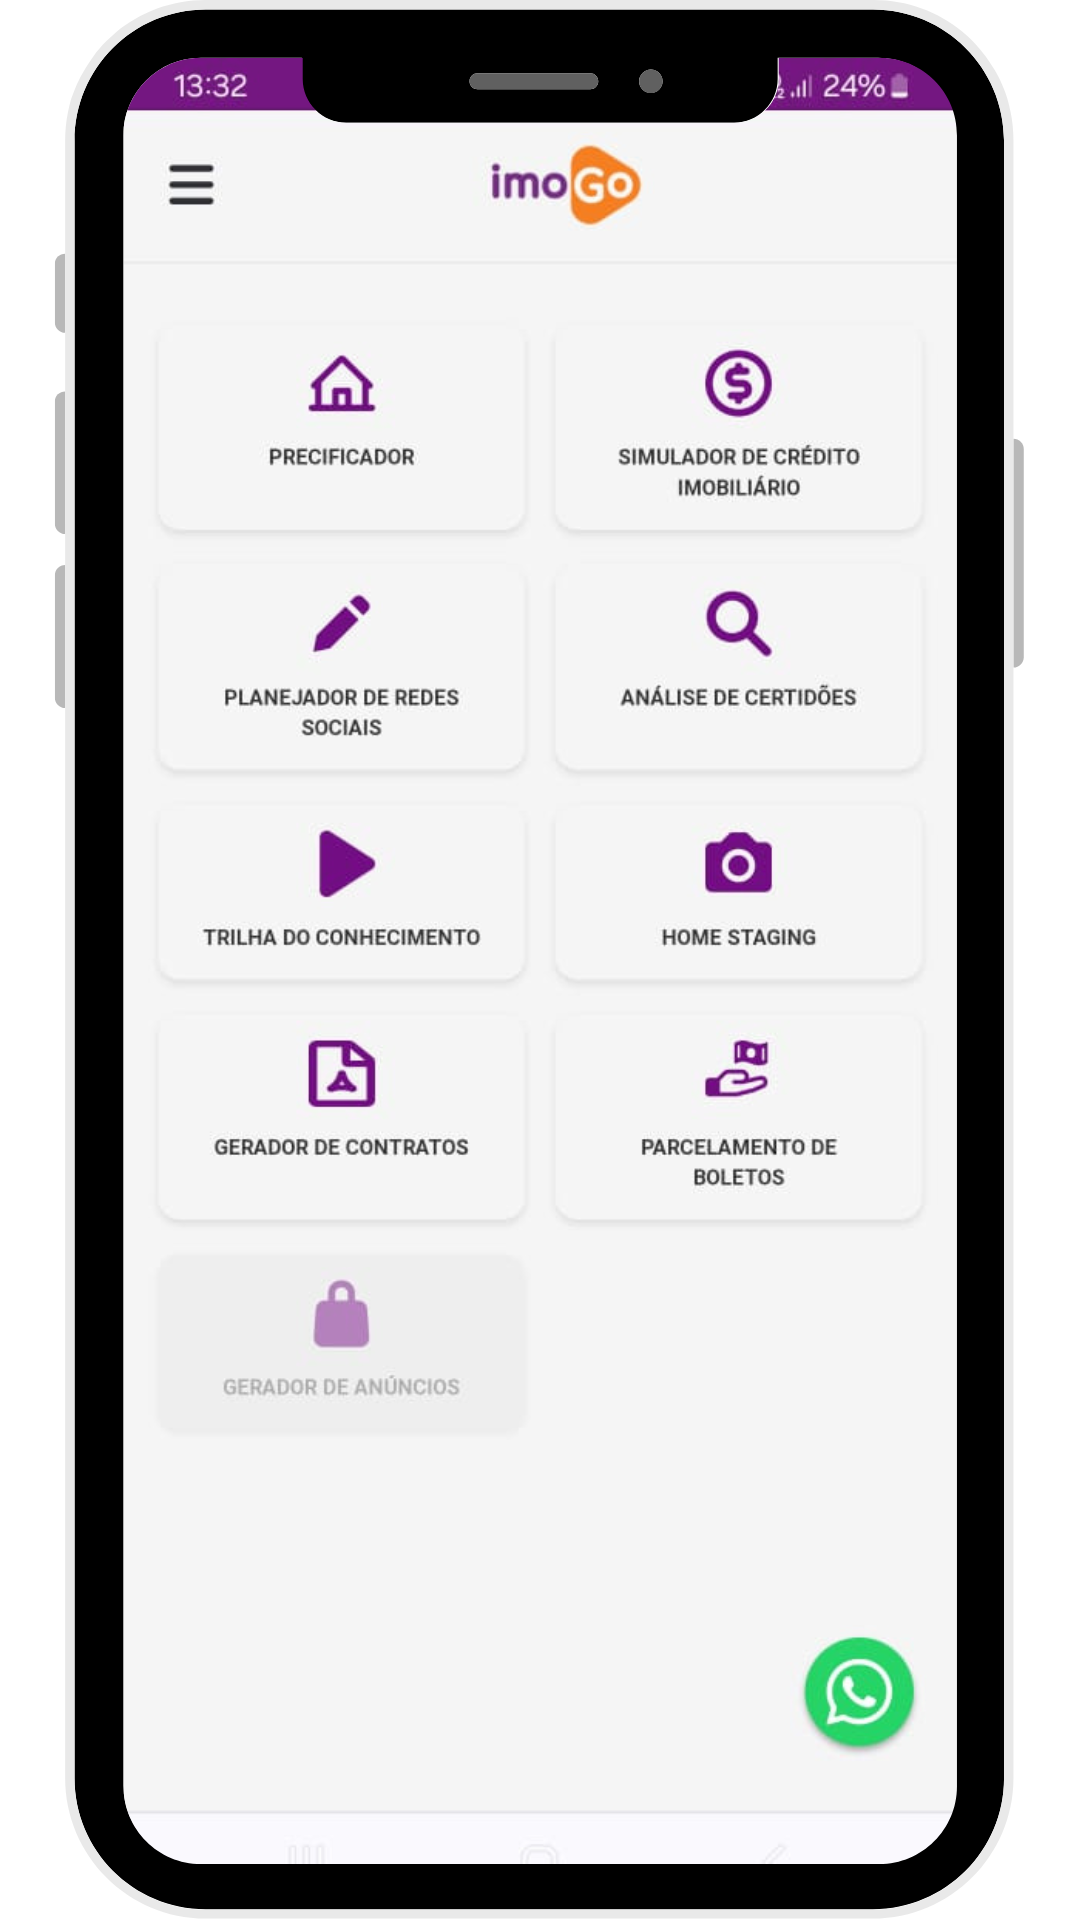 13:32
24%
imoGo
PRECIFICADOR
SIMULADOR DE CRÉDITO
IMOBILIÁRIO
PLANEJADOR DE REDES
SOCIAIS
ANÁLISE DE CERTIDÕES
TRILHA DO CONHECIMENTO
HOME STAGING
GERADOR DE CONTRATOS
PARCELAMENTO DE
BOLETOS
GERADOR DE ANÚNCIOS